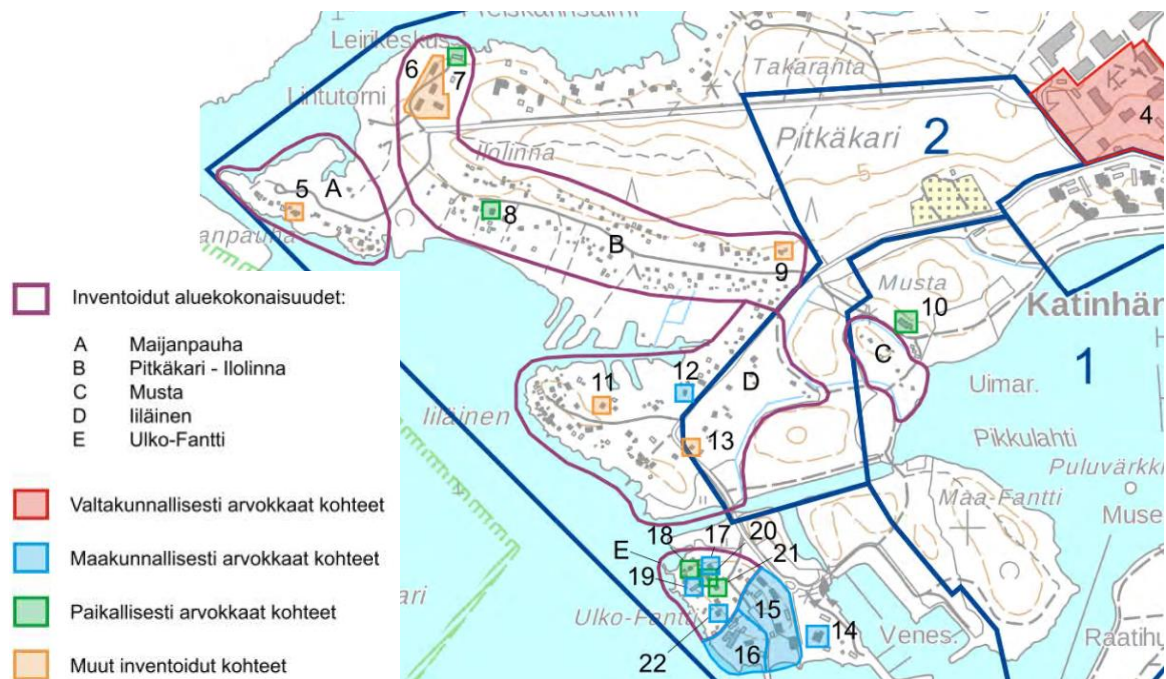 Leirikeskus
6
7
Takaranta
4
Lintutorni
Pitkäkari
2
Ilolinna
5
A
5
8
B
9
Musta
10
Katinhän
Inventoidut aluekokonaisuudet:
C
1
A Maijanpauha
B Pitkäkari - Ilolinna
C Musta
D Iiläinen
E Ulko-Fantti
12
D
11
Uimar.
Iiläinen
13
Pikkulahti
Puluvärkki
Maa-Fantti
Muse
Valtakunnallisesti arvokkaat kohteet
18
17
20
21
E
Maakunnallisesti arvokkaat kohteet
19
15
ari
Paikallisesti arvokkaat kohteet
Ulko-Fantti
14
Venes.
Raatihu
22
16
Muut inventoidut kohteet